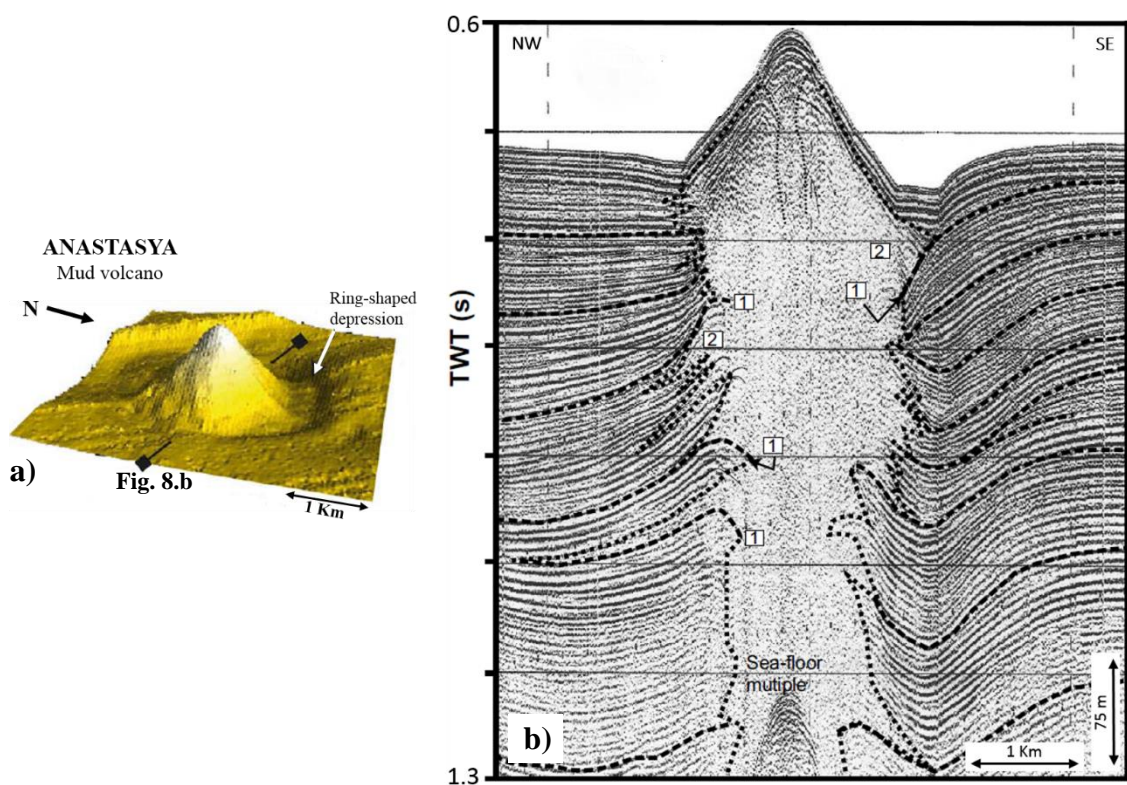 ANASTASYA
Mud volcano
N
Ring-shaped
depression
a)
Fig. 8.b
1 Km
0.6
NW
SE
TWT (s)
2
1
1
2
1
1
Sea-floor
mutiple
b)
75 m
1 Km
1.3